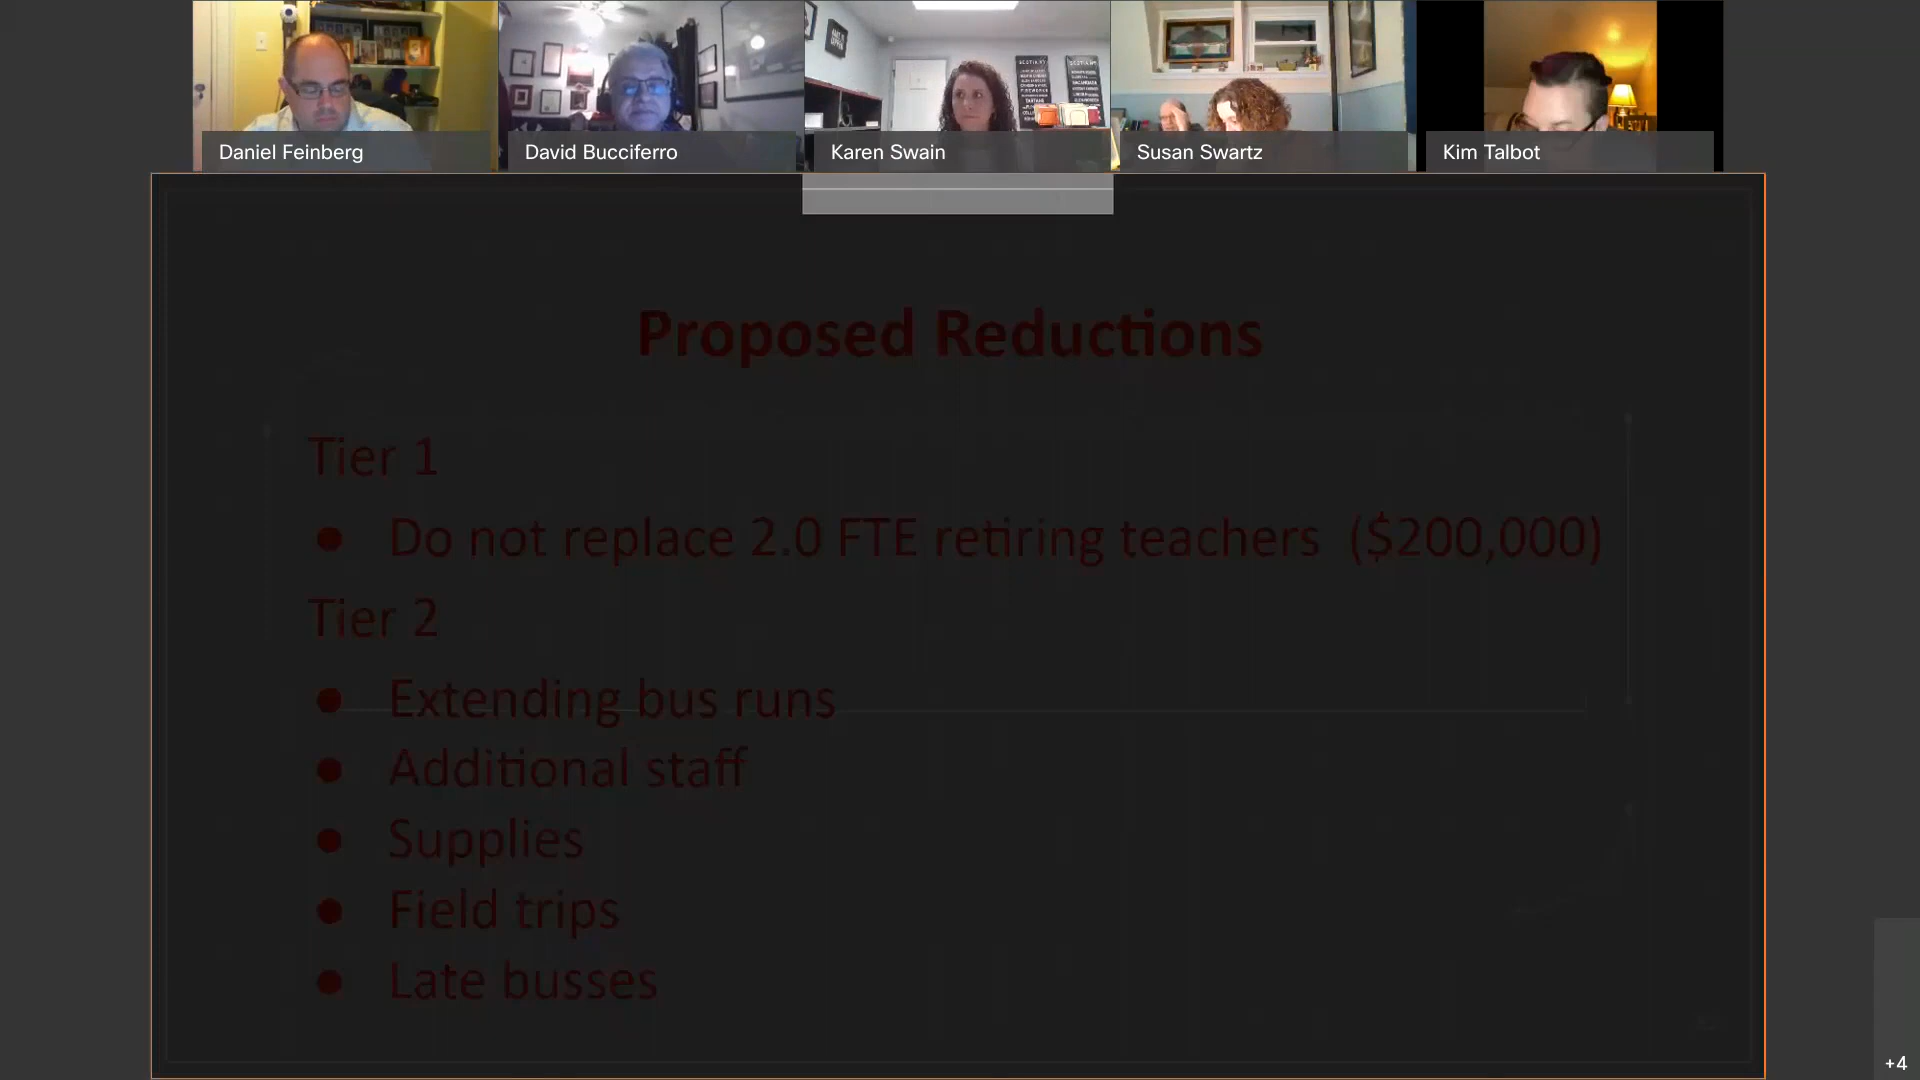 Daniel Feinberg
David Bucciferro
Karen Swain
Susan Swartz
Kim Talbot
Proposed Reductions
Tier 1
● Do not replace 2.0 FTE retiring teachers ($200,000)
Tier 2
● Extending bus runs
● Additional staff
● Supplies
● Field trips
● Late busses
+4